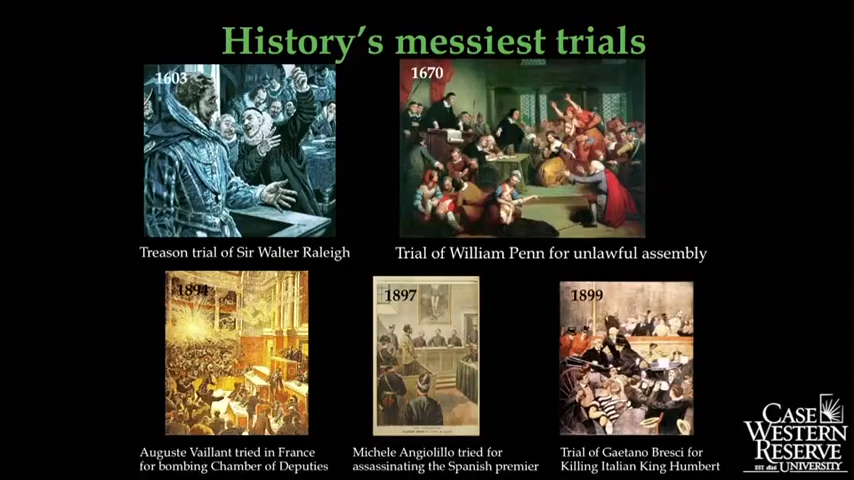 History's messiest trials
1603
1670
Treason trial of Sir Walter Raleigh
Trial of William Penn for unlawful assembly
1894
1897
1899
Auguste Vaillant tried in France
for bombing Chamber of Deputies
Michele Angiolillo tried for
assassinating the Spanish premier
Trial of Gaetano Bresci for
Killing Italian King Humbert
CASE
WESTERN
RESERVE
EST. 1826 UNIVERSITY